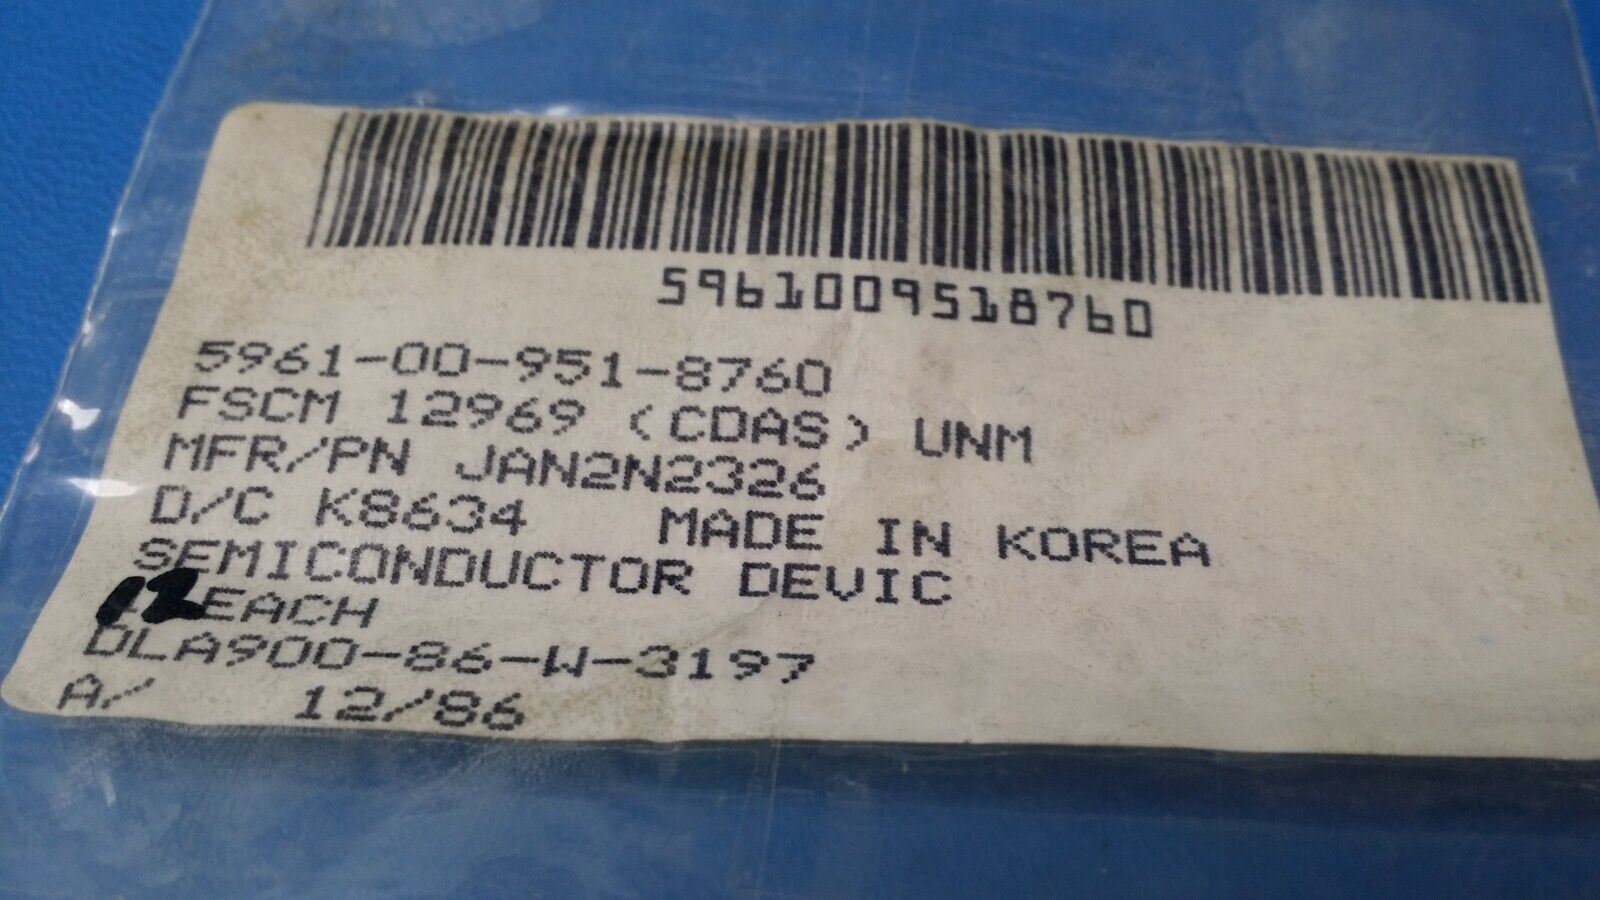 5961009518760
5961-00-951-8760
FSCM 12969 (CDAS) UNM
MFR/PN JAN2N2326
D/C K8634 MADE IN KOREA
SEMICONDUCTOR DEVIC
12 EACH
DLA900-86-W-3197
A/ 12/86